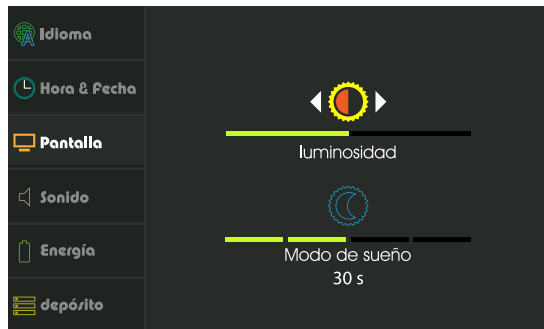 Idioma
Hora & Fecha
Pantalla
Sonido
Energía
depósito
luminosidad
Modo de sueño
30 s